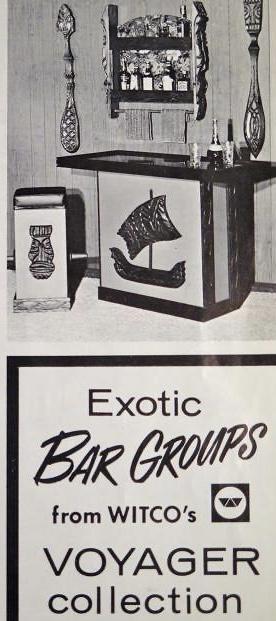 Exotic
BAR GROUPS
from WITCO's
VOYAGER
collection